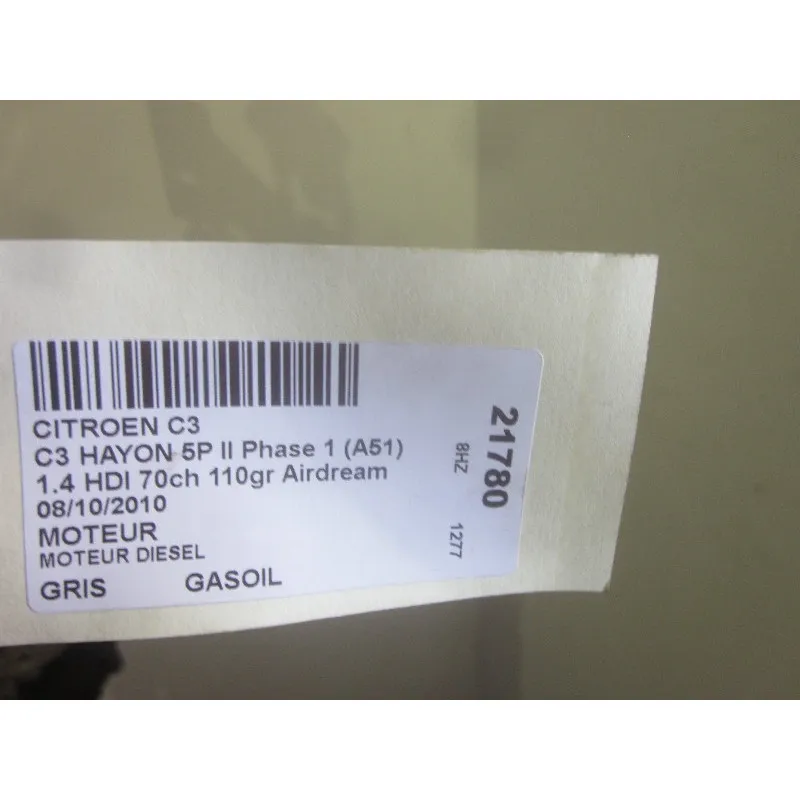 CITROEN C3
C3 HAYON 5P II Phase 1 (A51)
1.4 HDI 70ch 110gr Airdream
08/10/2010
MOTEUR
MOTEUR DIESEL
GRIS GASOIL
21780
8HZ 1277